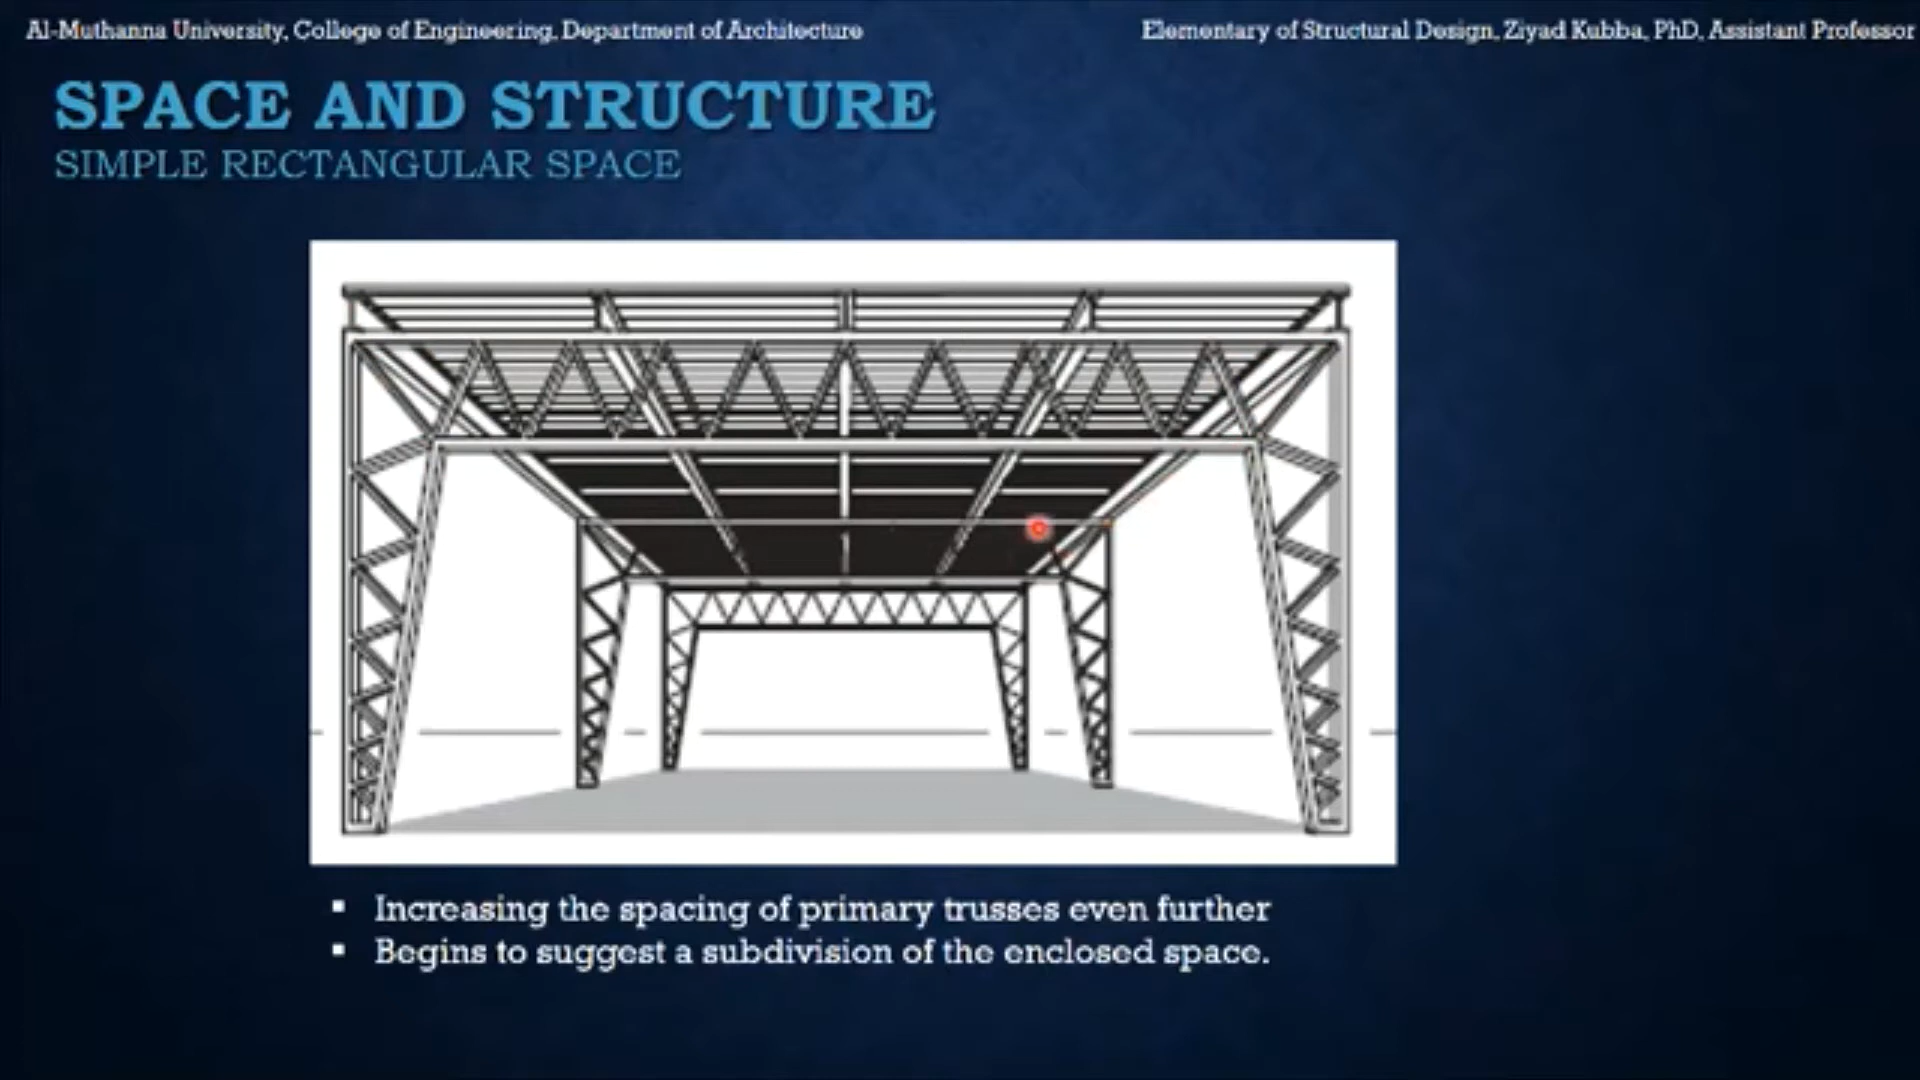 Al-Muthanna University, College of Engineering, Department of Architecture
Elementary of Structural Design, Ziyad Kubba, PhD, Assistant Professor
SPACE AND STRUCTURE
SIMPLE RECTANGULAR SPACE
▪ Increasing the spacing of primary trusses even further
▪ Begins to suggest a subdivision of the enclosed space.